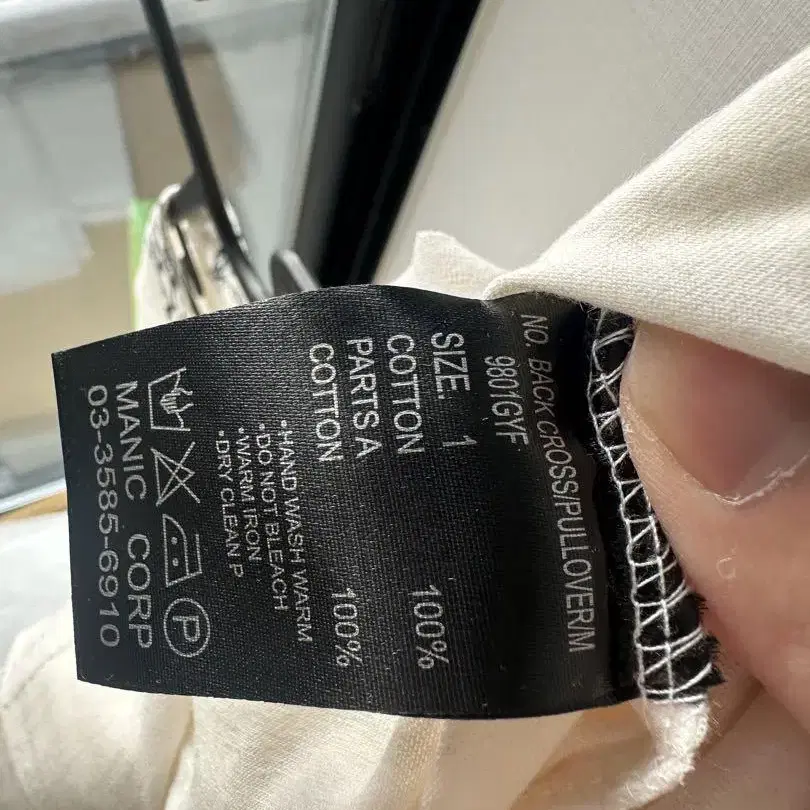 NO. BACK CROSS/PULLOVER/M
9801GYF
SIZE. 1
COTTON 100%
PARTS A
COTTON 100%
•HAND WASH WARM
•DO NOT BLEACH
•WARM IRON
•DRY CLEAN P
P
MANIC CORP
03-3585-6910